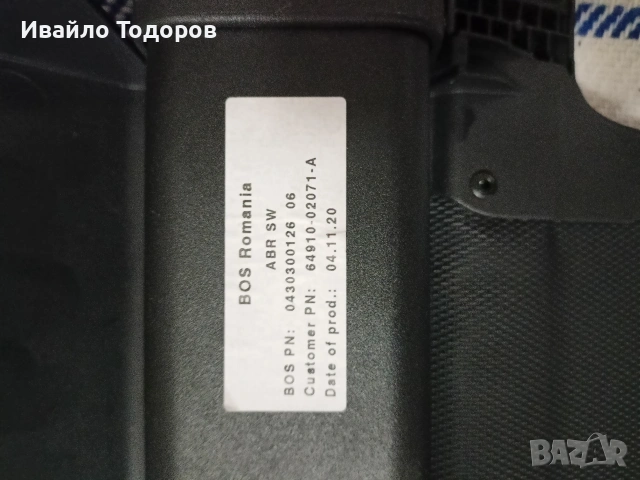 Ивайло Тодоров
BOS Romania
ABR SW
BOS PN: 0430300126 06
Customer PN: 64910-02071-A
Date of prod.: 04.11.20
BAZAR